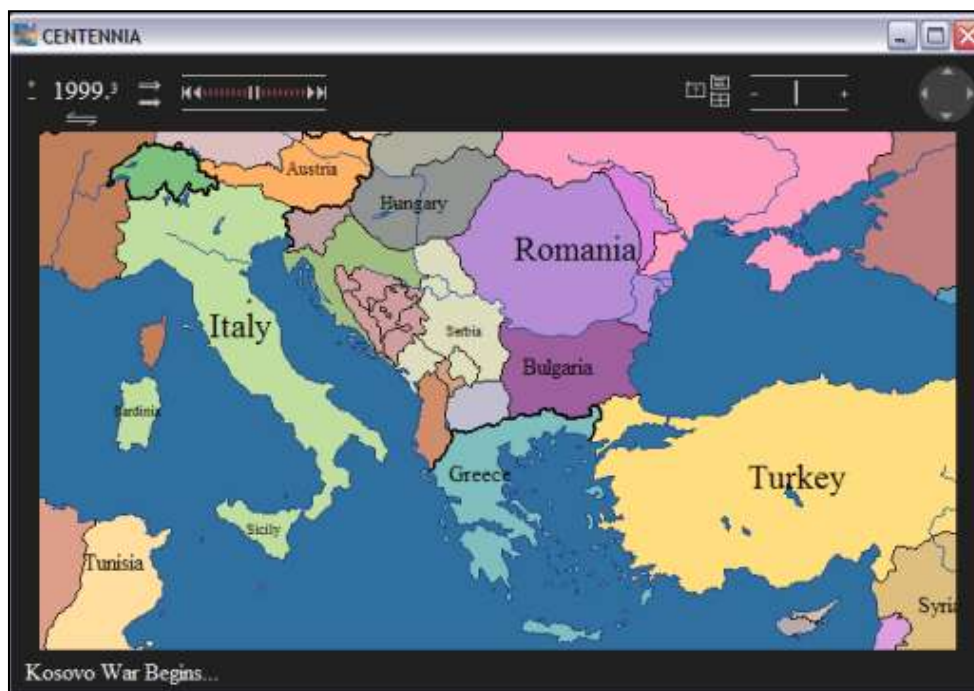 CENTENNIA
1999.3
Austria
Hungary
Romania
Italy
Serbia
Bulgaria
Sardinia
Greece
Turkey
Sicily
Tunisia
Syria
Kosovo War Begins...